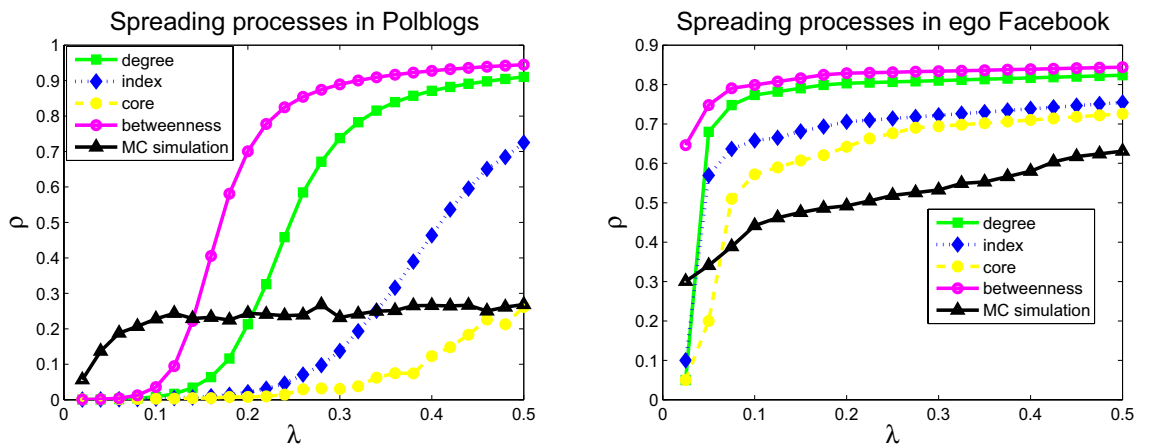 Spreading processes in Polblogs
1
0.9
0.8
0.7
0.6
0.5
0.4
0.3
0.2
0.1
0
ρ
degree
index
core
betweenness
MC simulation
0 0.1 0.2 0.3 0.4 0.5
λ
Spreading processes in ego Facebook
0.9
0.8
0.7
0.6
0.5
0.4
0.3
0.2
0.1
0
ρ
degree
index
core
betweenness
MC simulation
0 0.1 0.2 0.3 0.4 0.5
λ